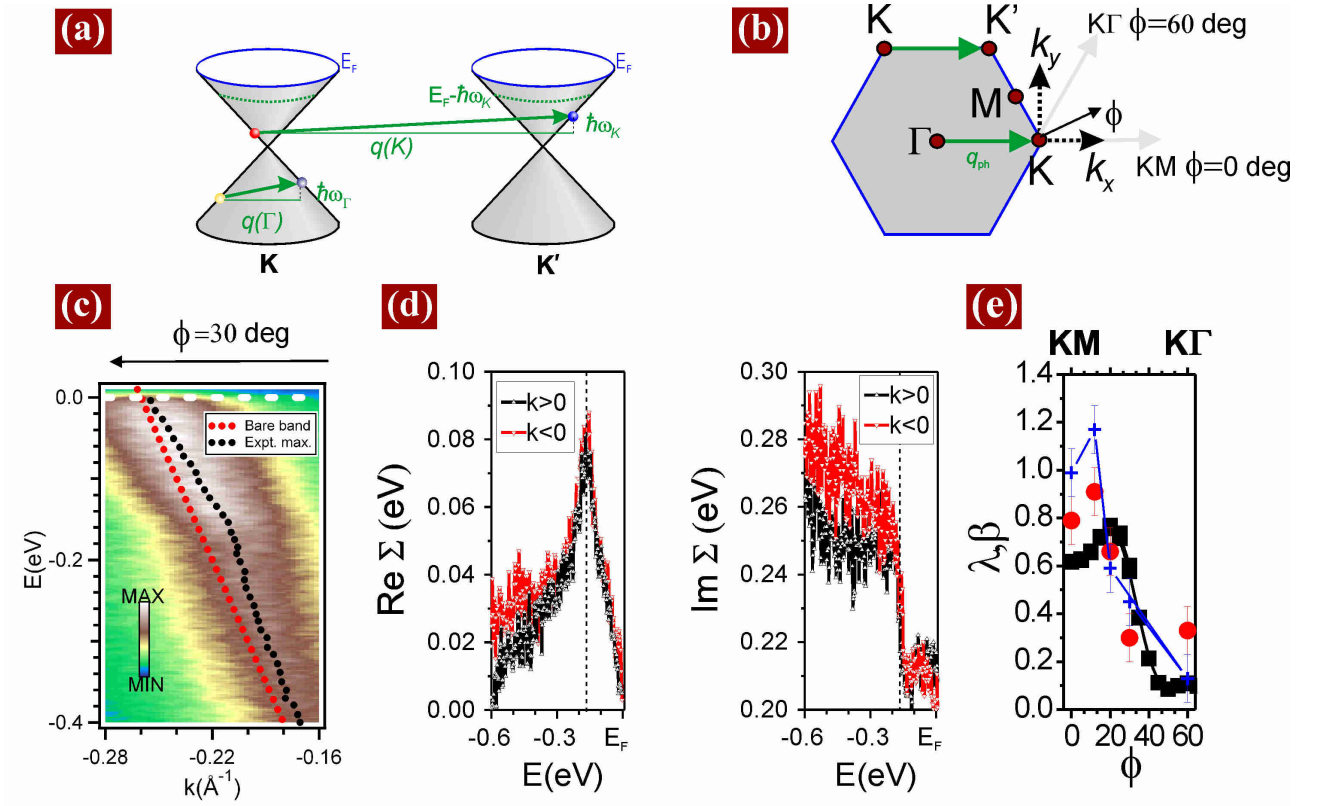 (a)
E_F
E_F
E_F-ħω_K
ħω_K
q(K)
ħω_Γ
q(Γ)
K
K′
(b)
K
K'
KΓ ϕ=60 deg
k_y
M
ϕ
Γ
q_ph
K
k_x
KM ϕ=0 deg
(c)
ϕ=30 deg
0.0
-0.2
-0.4
E(eV)
Bare band
Expt. max.
MAX
MIN
-0.28
-0.22
-0.16
k(Å⁻¹)
(d)
0.10
0.08
0.06
0.04
0.02
0.00
Re Σ (eV)
k>0
k<0
-0.6
-0.3
E_F
E(eV)
0.30
0.28
0.26
0.24
0.22
0.20
Im Σ (eV)
k>0
k<0
-0.6
-0.3
E_F
E(eV)
(e)
KM
KΓ
1.4
1.2
1.0
0.8
0.6
0.4
0.2
0.0
λ,β
0
20
40
60
ϕ